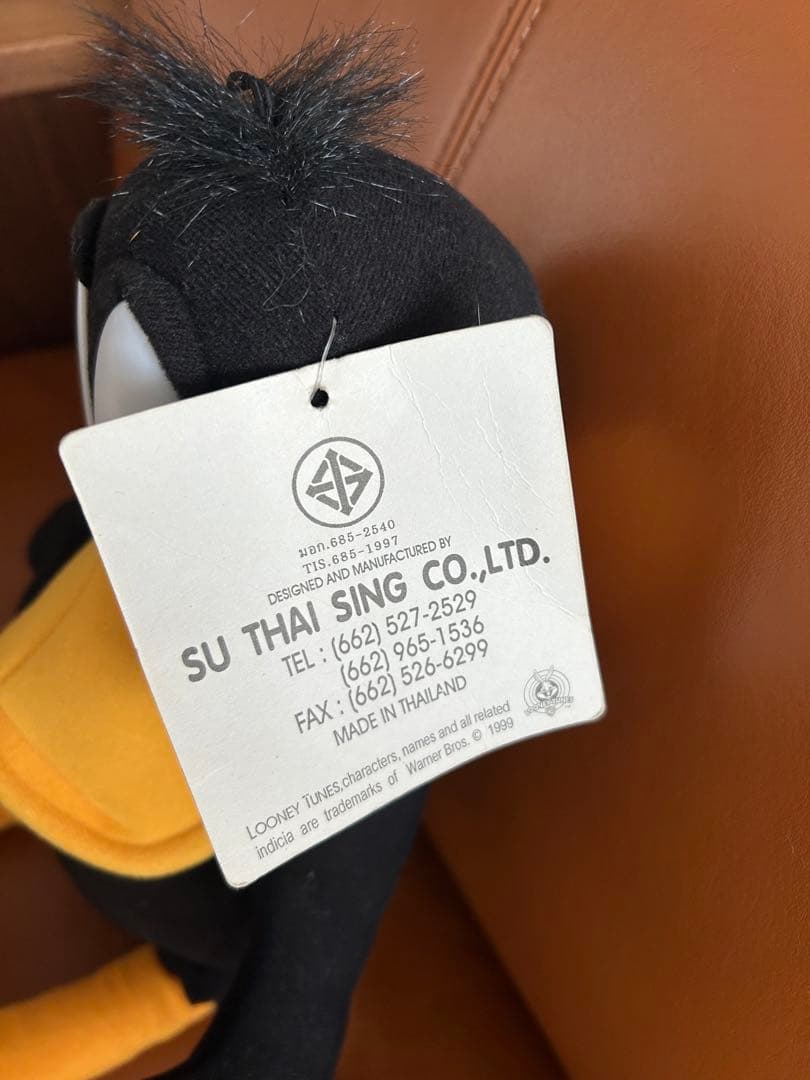 มอก.685-2540
TIS.685-1997
DESIGNED AND MANUFACTURED BY
SU THAI SING CO.,LTD.
TEL : (662) 527-2529
(662) 965-1536
FAX : (662) 526-6299
MADE IN THAILAND
LOONEY TUNES, characters, names and all related
indicia are trademarks of Warner Bros. © 1999
LOONEY TUNES